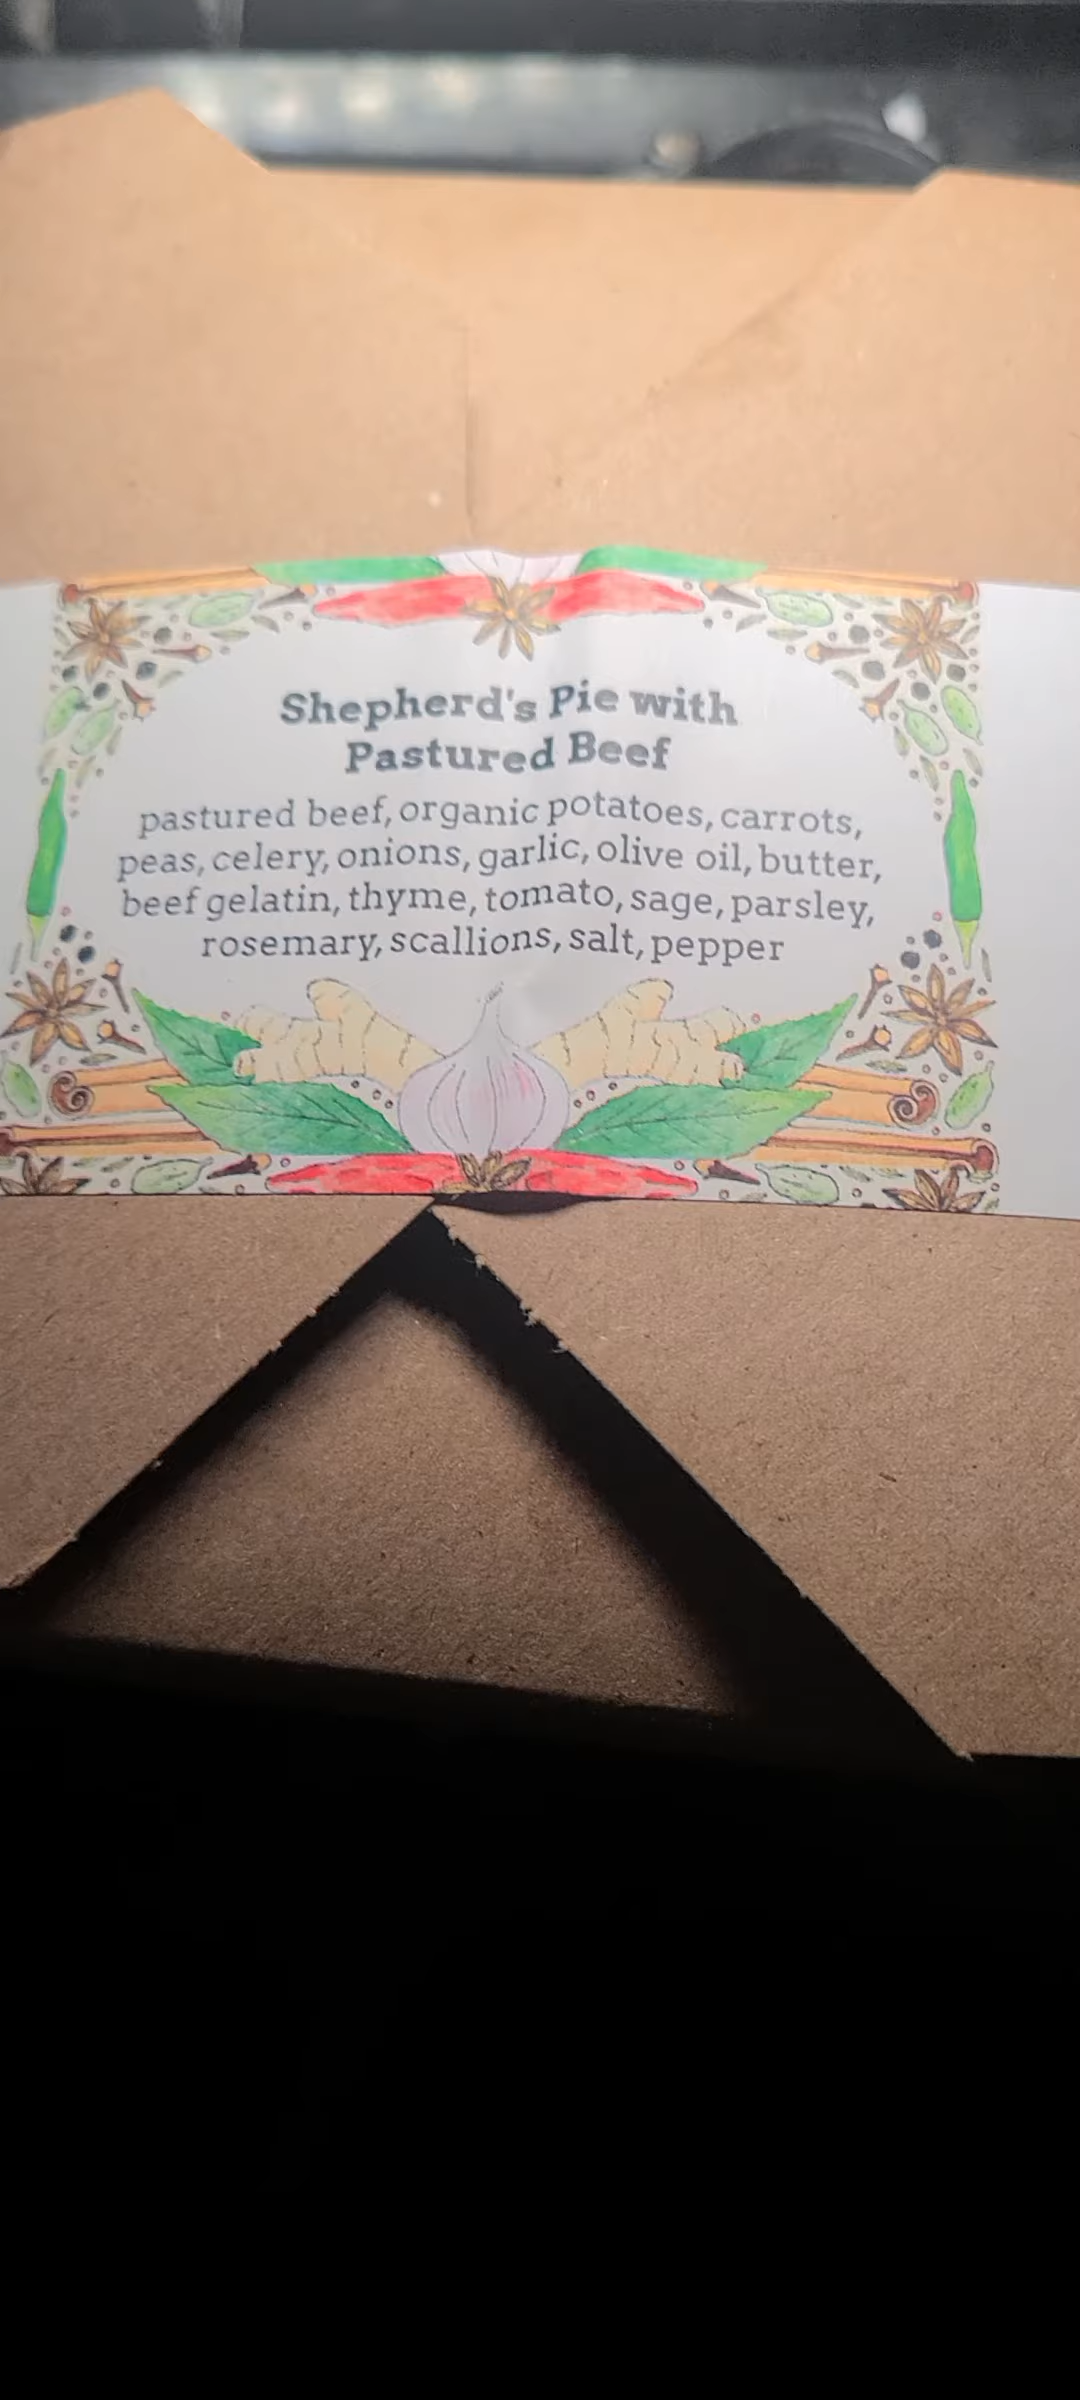 Shepherd's Pie with
Pastured Beef
pastured beef, organic potatoes, carrots,
peas, celery, onions, garlic, olive oil, butter,
beef gelatin, thyme, tomato, sage, parsley,
rosemary, scallions, salt, pepper